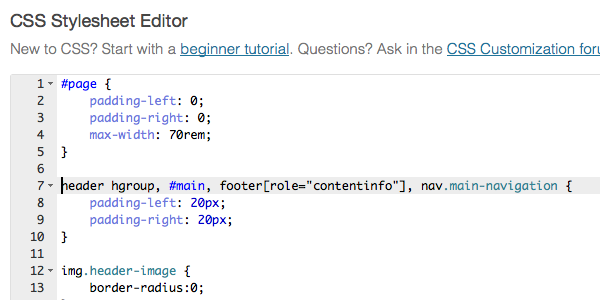 CSS Stylesheet Editor
New to CSS? Start with a beginner tutorial. Questions? Ask in the CSS Customization
1 #page {
2 padding-left: 0;
3 padding-right: 0;
4 max-width: 70rem;
5 }
6
7 header hgroup, #main, footer[role="contentinfo"], nav.main-navigation {
8 padding-left: 20px;
9 padding-right: 20px;
10 }
11
12 img.header-image {
13 border-radius:0;